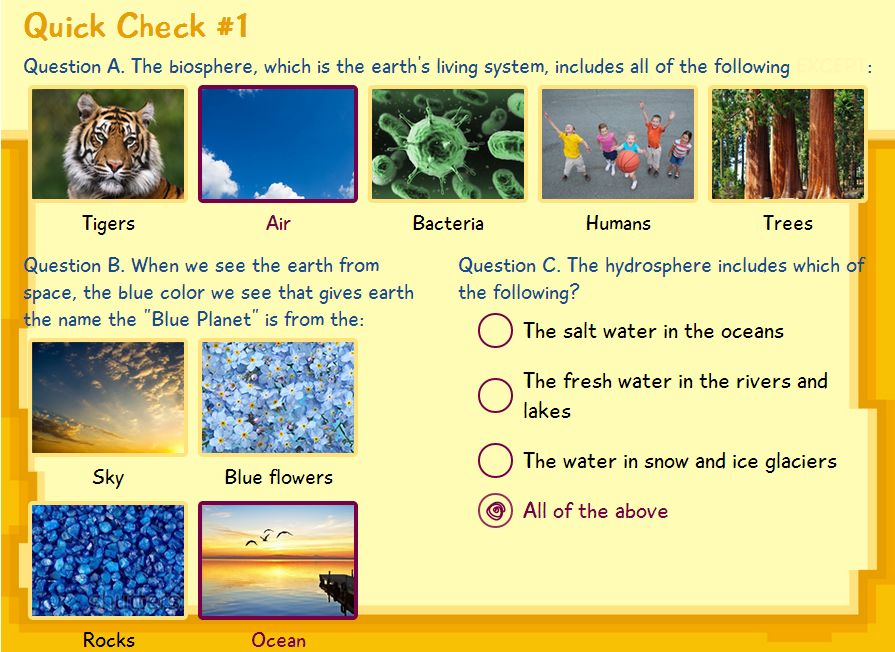 Quick Check #1
Question A. The biosphere, which is the earth's living system, includes all of the following EXCEPT:
Tigers
Air
Bacteria
Humans
Trees
Question B. When we see the earth from
space, the blue color we see that gives earth
the name the "Blue Planet" is from the:
Sky
Blue flowers
Rocks
Ocean
Question C. The hydrosphere includes which of
the following?
The salt water in the oceans
The fresh water in the rivers and
lakes
The water in snow and ice glaciers
All of the above